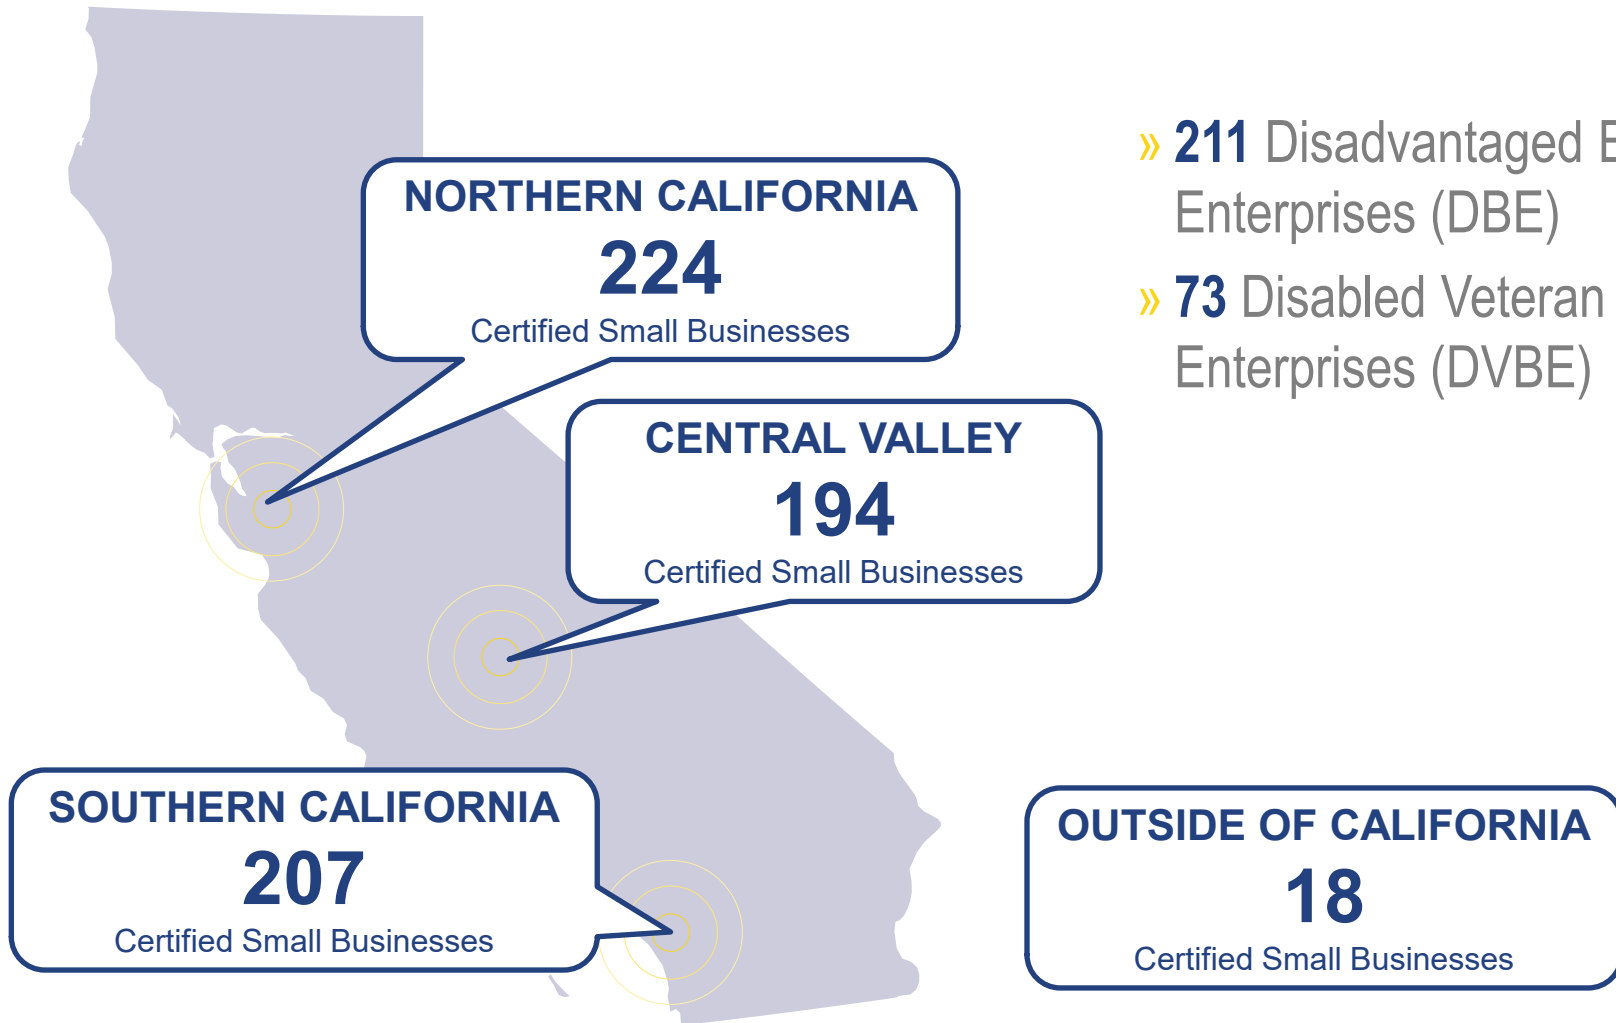 NORTHERN CALIFORNIA
224
Certified Small Businesses
CENTRAL VALLEY
194
Certified Small Businesses
SOUTHERN CALIFORNIA
207
Certified Small Businesses
OUTSIDE OF CALIFORNIA
18
Certified Small Businesses
» 211 Disadvantaged
Enterprises (DBE)
» 73 Disabled Veteran
Enterprises (DVBE)